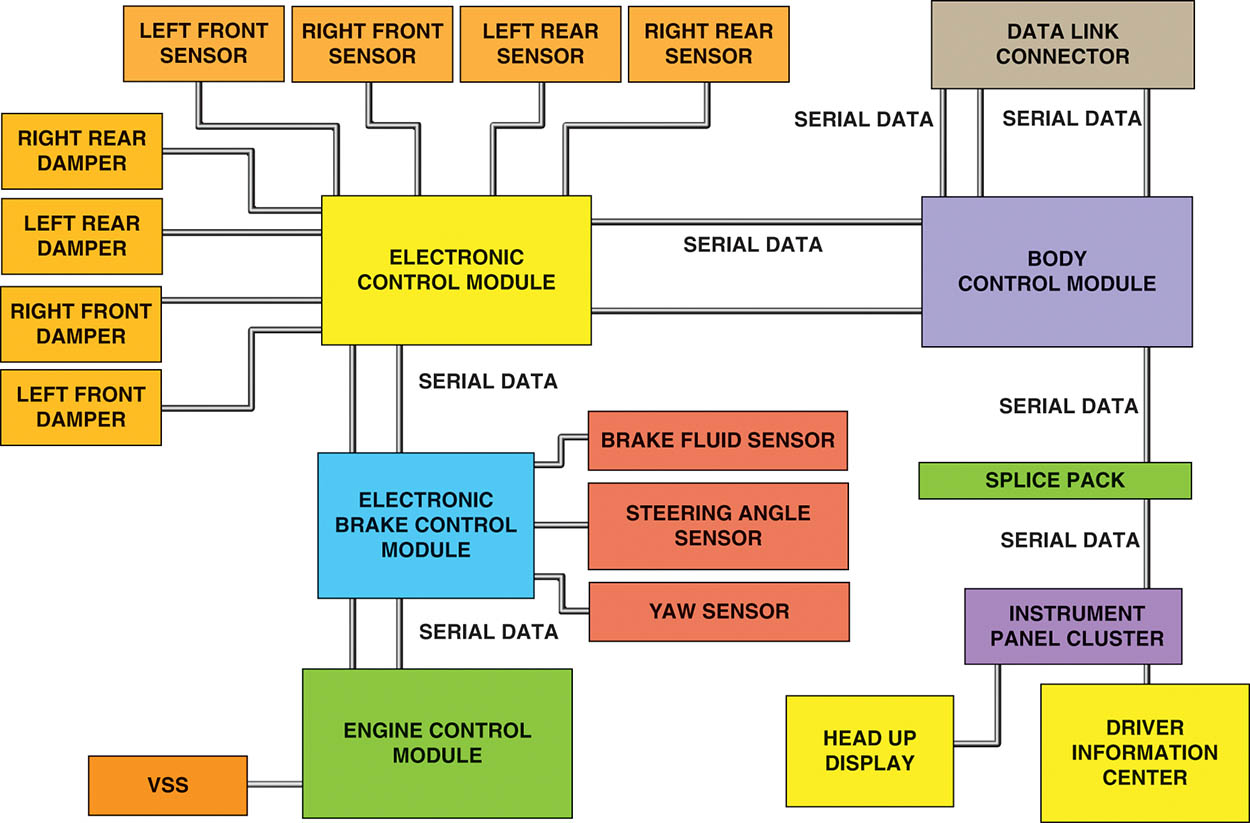 LEFT FRONT
SENSOR
RIGHT FRONT
SENSOR
LEFT REAR
SENSOR
RIGHT REAR
SENSOR
DATA LINK
CONNECTOR
SERIAL DATA
SERIAL DATA
RIGHT REAR
DAMPER
LEFT REAR
DAMPER
RIGHT FRONT
DAMPER
LEFT FRONT
DAMPER
ELECTRONIC
CONTROL MODULE
SERIAL DATA
BODY
CONTROL MODULE
SERIAL DATA
SERIAL DATA
BRAKE FLUID SENSOR
ELECTRONIC
BRAKE CONTROL
MODULE
STEERING ANGLE
SENSOR
YAW SENSOR
SPLICE PACK
SERIAL DATA
SERIAL DATA
INSTRUMENT
PANEL CLUSTER
ENGINE CONTROL
MODULE
VSS
HEAD UP
DISPLAY
DRIVER
INFORMATION
CENTER